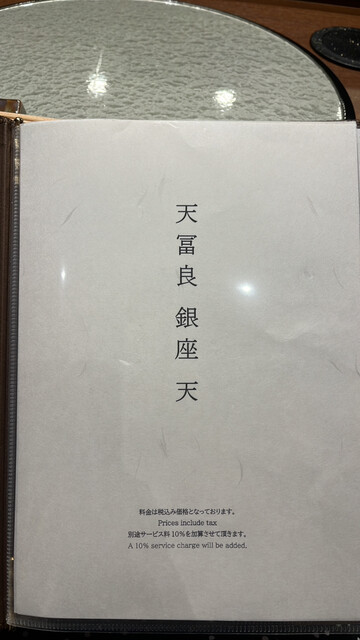 天冨良 銀座 天
料金は税込み価格となっております。
Prices include tax
別途サービス料 10%を加算させて頂きます。
A 10% service charge will be added.